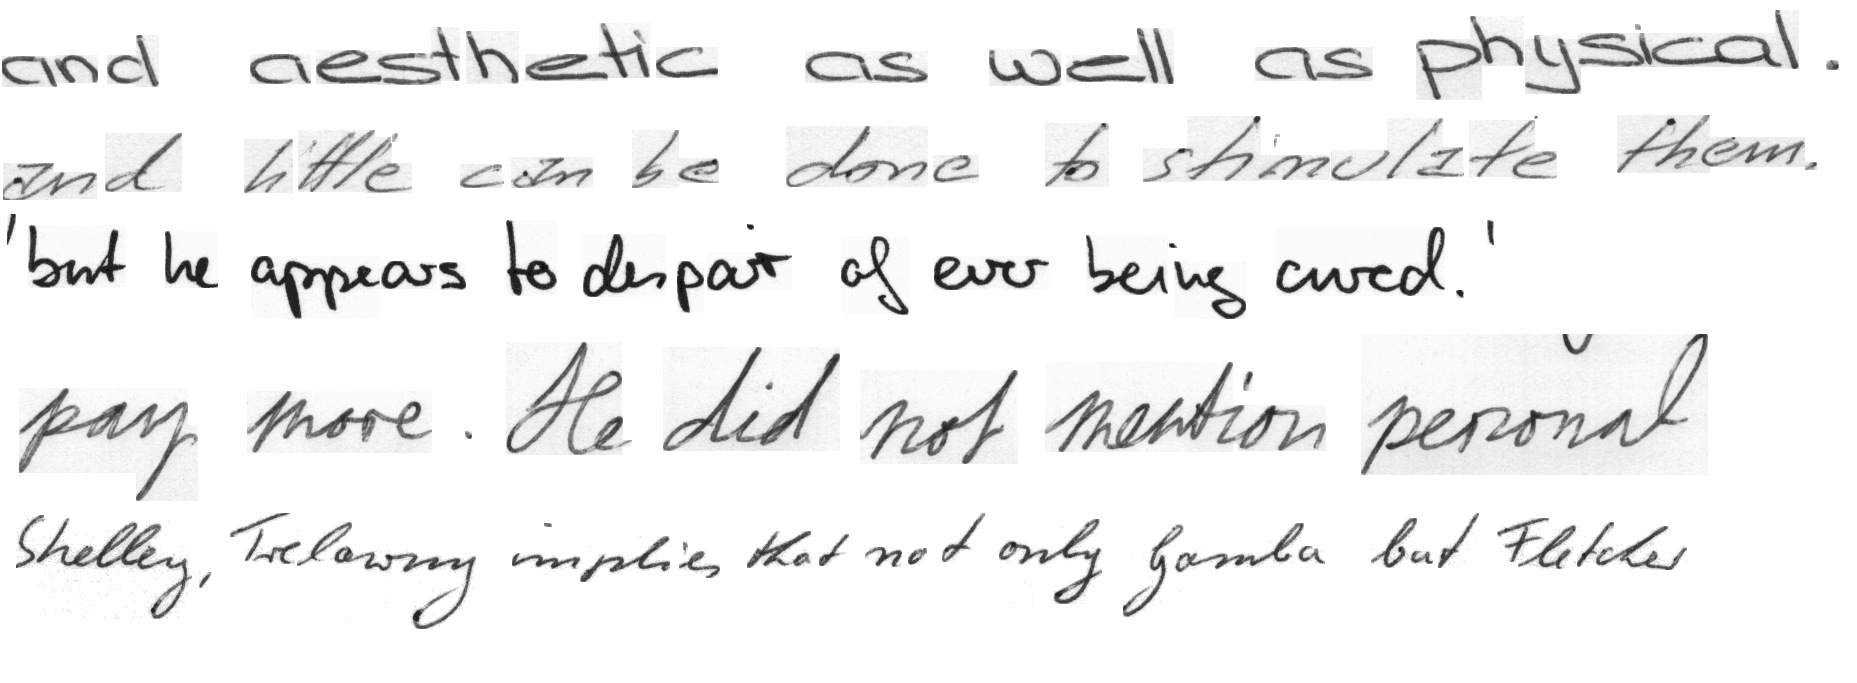 and aesthetic as well as physical.
and little can be done to stimulate them.
'but he appears to despair of ever being cured.'
pay more. He did not mention personal
Shelley, Trelawny implies that not only Gamba but Fletcher